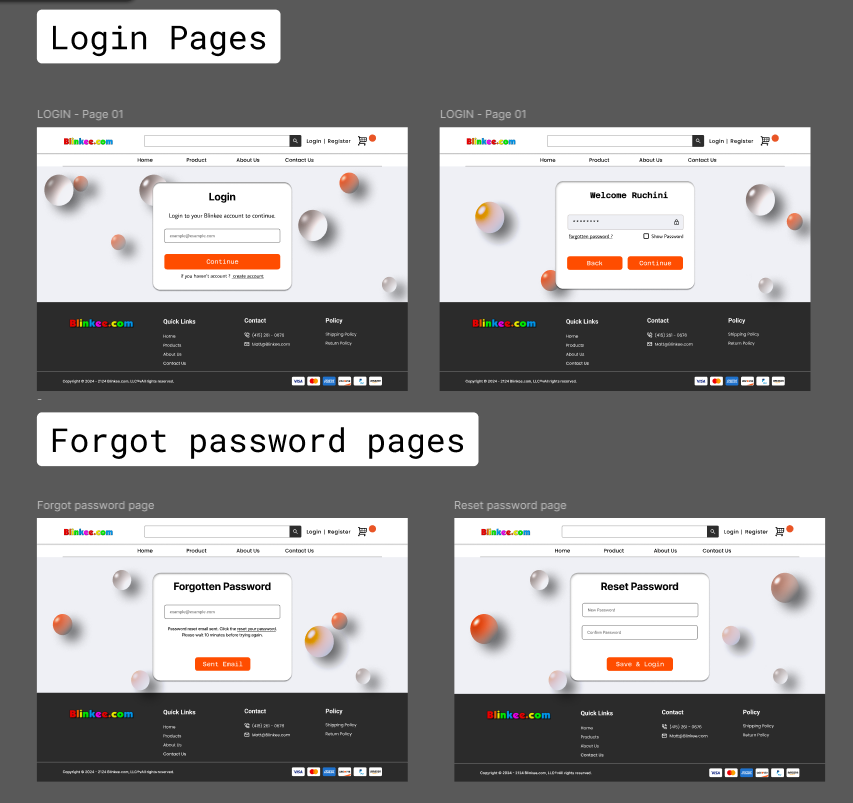 Login Pages
LOGIN - Page 01
Blinkee.com
Login | Register
Home Product About Us Contact Us
Login
Login to your Blinkee account to continue.
example@example.com
Continue
if you haven't account ? create account
Blinkee.com
Quick Links
Home
Products
About Us
Contact Us
Contact
(415) 261 - 0676
Matt@Blinkee.com
Policy
Shipping Policy
Return Policy
Copyright © 2024 - 2124 Blinkee.com, LLC®•All rights reserved.
VISA
LOGIN - Page 01
Blinkee.com
Login | Register
Home Product About Us Contact Us
Welcome Ruchini
********
forgotten password ? Show Password
Back Continue
Blinkee.com
Quick Links
Home
Products
About Us
Contact Us
Contact
(415) 261 - 0676
Matt@Blinkee.com
Policy
Shipping Policy
Return Policy
Copyright © 2024 - 2124 Blinkee.com, LLC®•All rights reserved.
VISA
Forgot password pages
Forgot password page
Blinkee.com
Login | Register
Home Product About Us Contact Us
Forgotten Password
example@example.com
Password reset email sent. Click the reset your password.
Please wait 10 minutes before trying again.
Sent Email
Blinkee.com
Quick Links
Home
Products
About Us
Contact Us
Contact
(415) 261 - 0676
Matt@Blinkee.com
Policy
Shipping Policy
Return Policy
Copyright © 2024 - 2124 Blinkee.com, LLC®•All rights reserved.
VISA
Reset password page
Blinkee.com
Login | Register
Home Product About Us Contact Us
Reset Password
New Password
Confirm Password
Save & Login
Blinkee.com
Quick Links
Home
Products
About Us
Contact Us
Contact
(415) 261 - 0676
Matt@Blinkee.com
Policy
Shipping Policy
Return Policy
Copyright © 2024 - 2124 Blinkee.com, LLC®•All rights reserved.
VISA